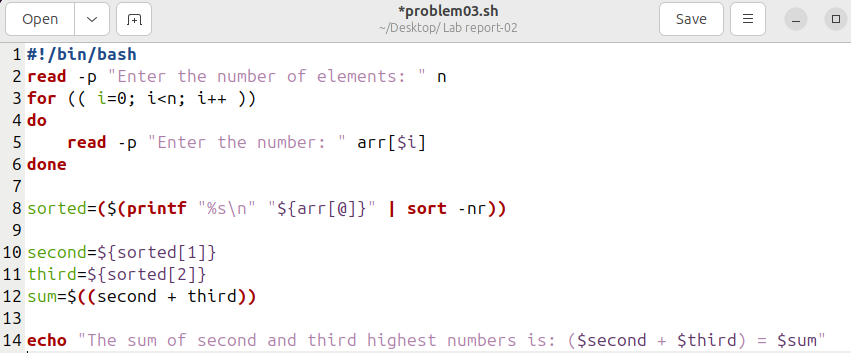 Open
*problem03.sh
~/Desktop/ Lab report-02
Save
1 #!/bin/bash
2 read -p "Enter the number of elements: " n
3 for (( i=0; i<n; i++ ))
4 do
5     read -p "Enter the number: " arr[$i]
6 done
7
8 sorted=($(printf "%s\n" "${arr[@]}" | sort -nr))
9
10 second=${sorted[1]}
11 third=${sorted[2]}
12 sum=$((second + third))
13
14 echo "The sum of second and third highest numbers is: ($second + $third) = $sum"